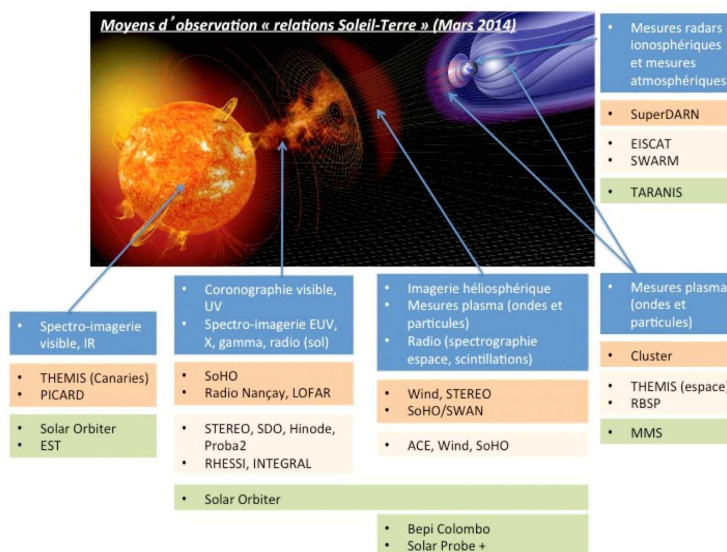 Moyens d'observation « relations Soleil-Terre » (Mars 2014)
• Mesures radars
ionosphériques
et mesures
atmosphériques
• SuperDARN
• EISCAT
• SWARM
• TARANIS
• Spectro-imagerie
visible, IR
• THEMIS (Canaries)
• PICARD
• Solar Orbiter
• EST
• Coronographie visible,
UV
• Spectro-imagerie EUV,
X, gamma, radio (sol)
• SoHO
• Radio Nançay, LOFAR
• STEREO, SDO, Hinode,
Proba2
• RHESSI, INTEGRAL
• Solar Orbiter
• Imagerie héliosphérique
• Mesures plasma (ondes et
particules)
• Radio (spectrographie
espace, scintillations)
• Wind, STEREO
• SoHO/SWAN
• ACE, Wind, SoHO
• Bepi Colombo
• Solar Probe +
• Mesures plasma
(ondes et
particules)
• Cluster
• THEMIS (espace)
• RBSP
• MMS